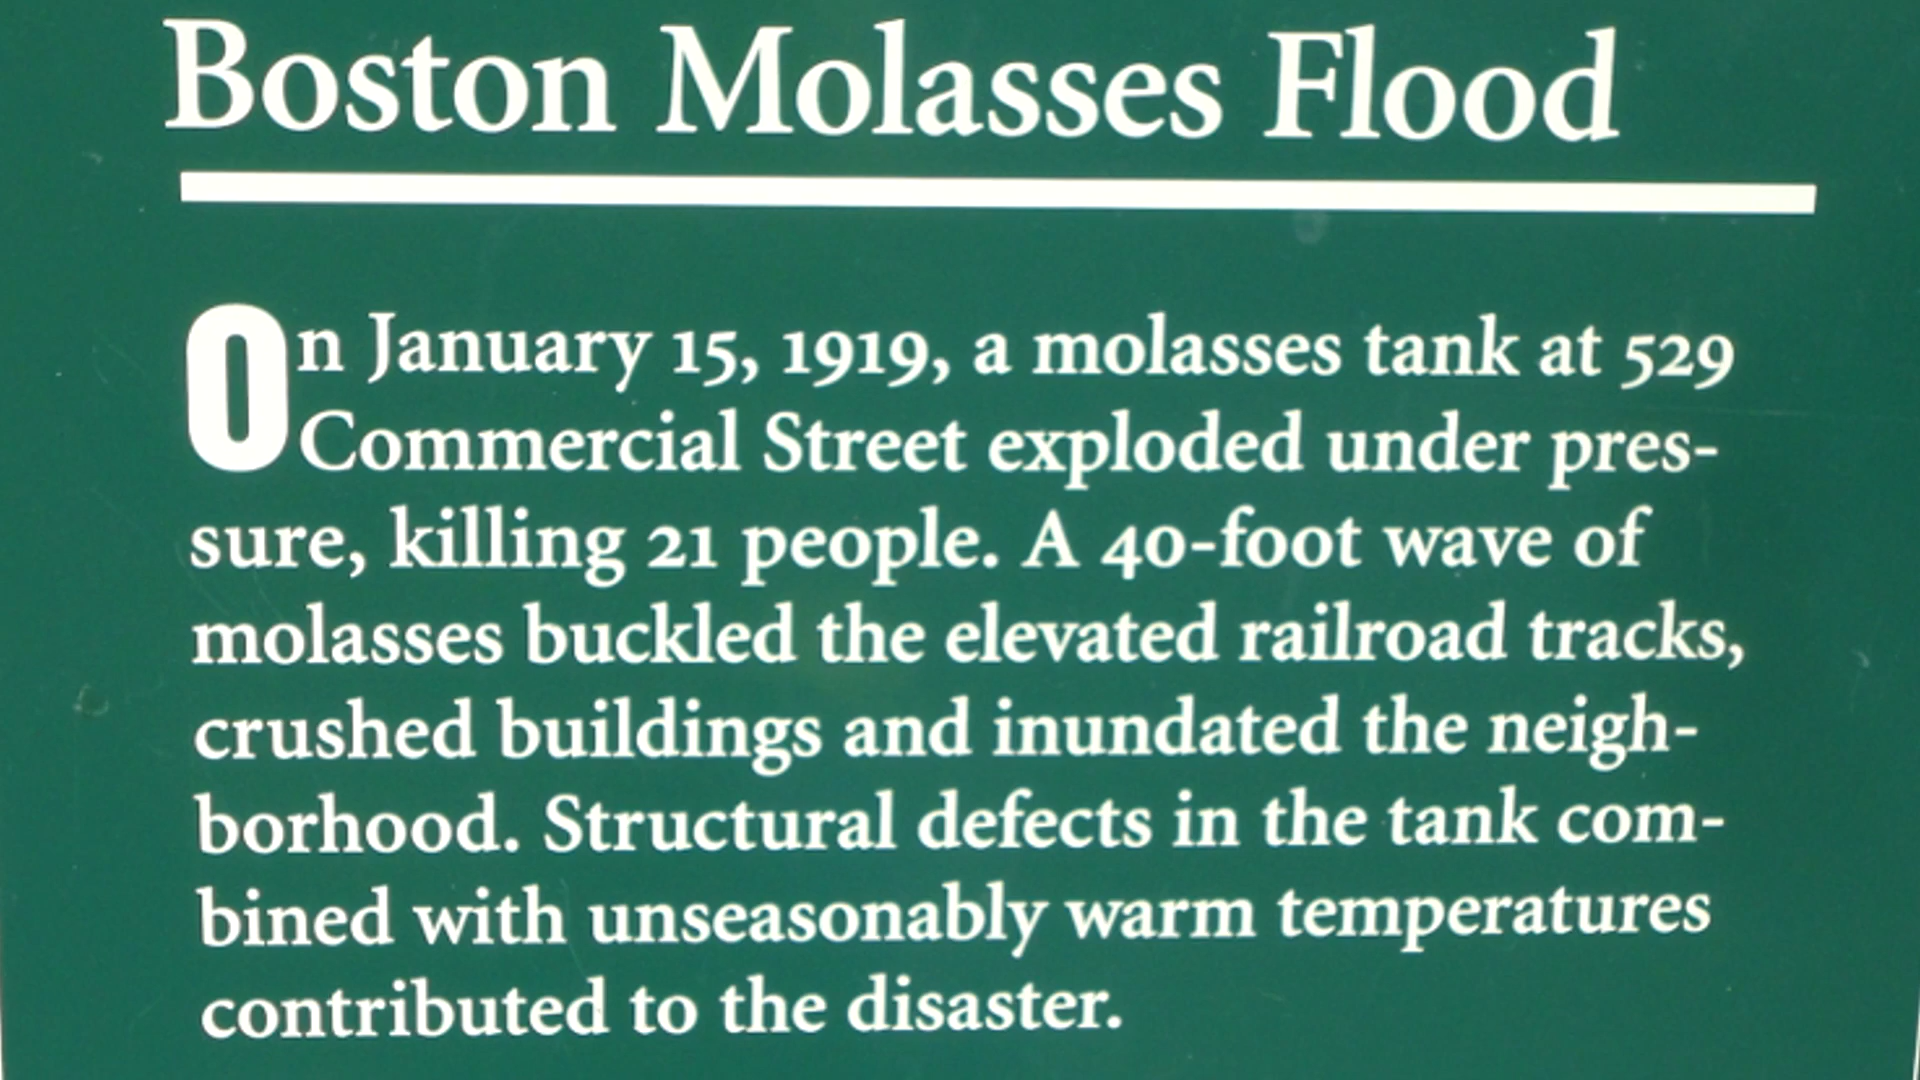 Boston Molasses Flood
On January 15, 1919, a molasses tank at 529
Commercial Street exploded under pres-
sure, killing 21 people. A 40-foot wave of
molasses buckled the elevated railroad tracks,
crushed buildings and inundated the neigh-
borhood. Structural defects in the tank com-
bined with unseasonably warm temperatures
contributed to the disaster.